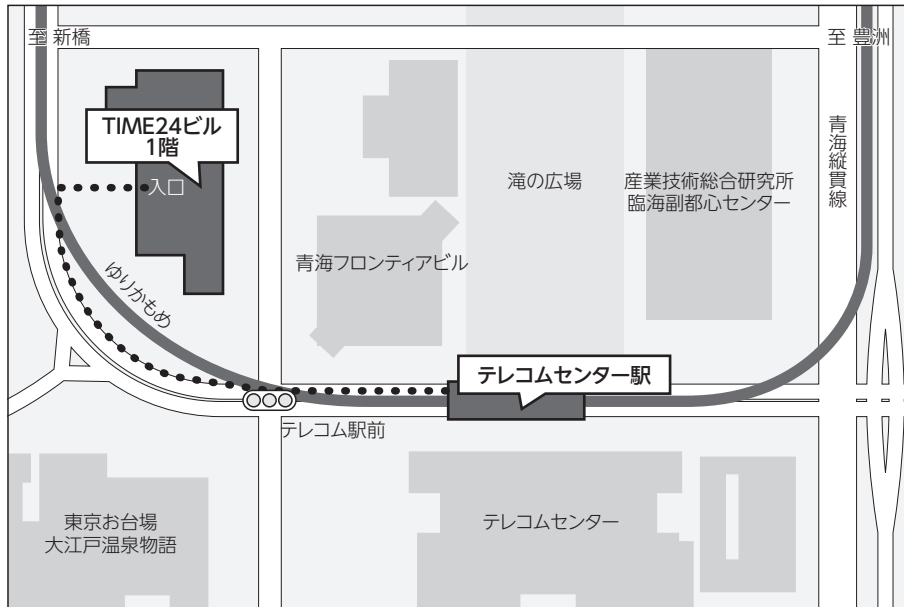 至 新橋
至 豊洲
TIME24ビル
1階
入口
青海縦貫線
滝の広場
産業技術総合研究所
臨海副都心センター
青海フロンティアビル
ゆりかもめ
テレコムセンター駅
テレコム駅前
東京お台場
大江戸温泉物語
テレコムセンター